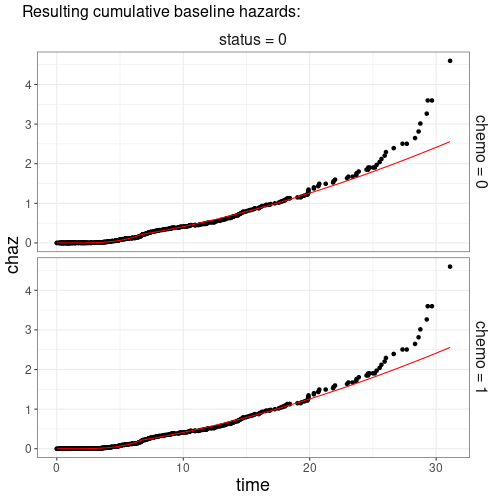 Resulting cumulative baseline hazards:
status = 0
4
3
2
1
0
chemo = 0
chaz
4
3
2
1
0
chemo = 1
0 10 20 30
time